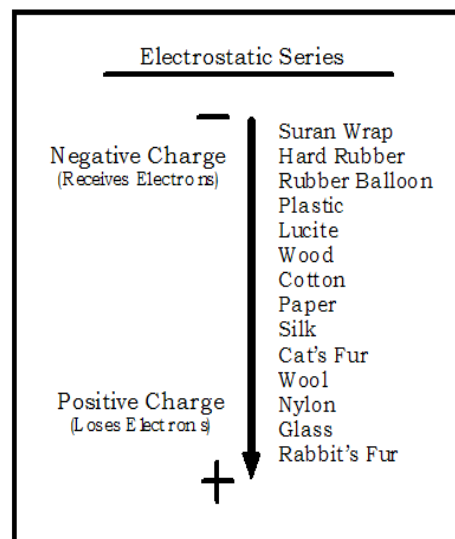 Electrostatic Series
−
Negative Charge
(Receives Electrons)
Suran Wrap
Hard Rubber
Rubber Balloon
Plastic
Lucite
Wood
Cotton
Paper
Silk
Cat's Fur
Wool
Nylon
Glass
Rabbit's Fur
Positive Charge
(Loses Electrons)
+